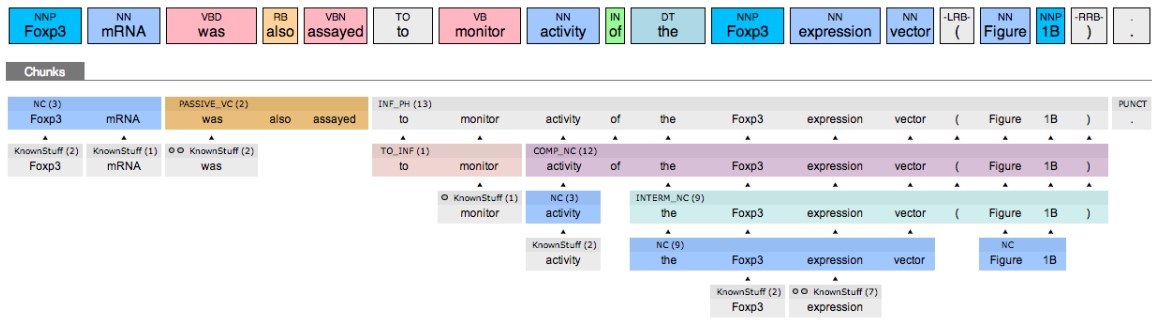 NNP NN VBD RB VBN TO VB NN IN DT NNP NN NN -LRB- NN NNP -RRB- .
Foxp3 mRNA was also assayed to monitor activity of the Foxp3 expression vector ( Figure 1B ) .
Chunks
NC (3) PASSIVE_VC (2) INF_PH (13) PUNCT
Foxp3 mRNA was also assayed to monitor activity of the Foxp3 expression vector ( Figure 1B ) .
KnownStuff (2) KnownStuff (1) KnownStuff (2) TO_INF (1) COMP_NC (12)
Foxp3 mRNA was to monitor activity of the Foxp3 expression vector ( Figure 1B )
KnownStuff (1) NC (3) INTERM_NC (9)
monitor activity the Foxp3 expression vector ( Figure 1B )
KnownStuff (2) NC (9) NC
activity the Foxp3 expression vector Figure 1B
KnownStuff (2) KnownStuff (7)
Foxp3 expression